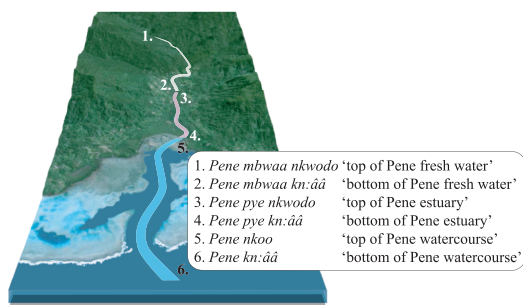 1.
2.
3.
4.
5.
6.
1. Pene mbwaa nkwodo ‘top of Pene fresh water’
2. Pene mbwaa kn:ââ ‘bottom of Pene fresh water’
3. Pene pye nkwodo ‘top of Pene estuary’
4. Pene pye kn:ââ ‘bottom of Pene estuary’
5. Pene nkoo ‘top of Pene watercourse’
6. Pene kn:ââ ‘bottom of Pene watercourse’